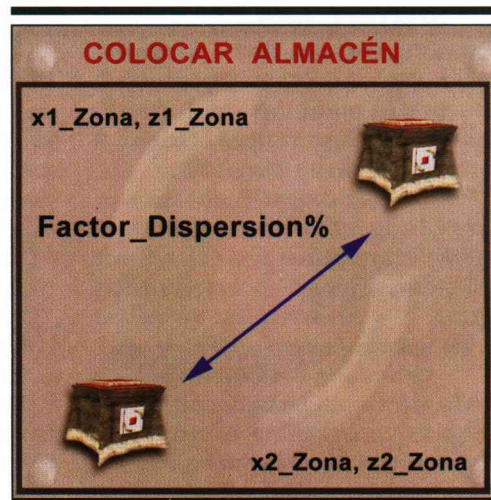 COLOCAR ALMACÉN
x1_Zona, z1_Zona
Factor_Dispersion%
x2_Zona, z2_Zona